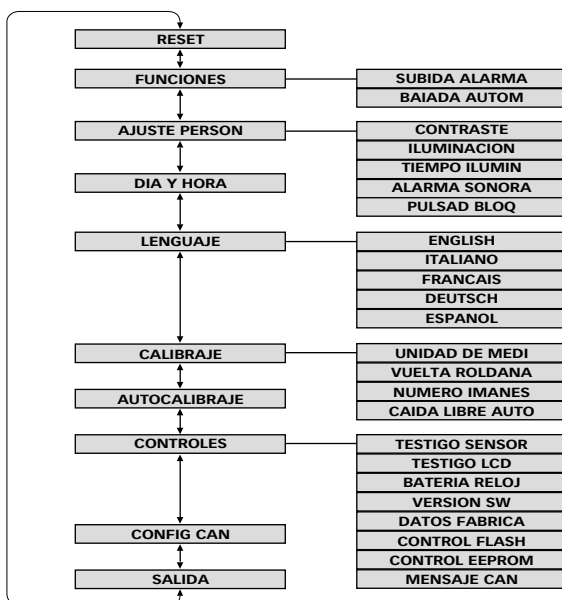 RESET
FUNCIONES
SUBIDA ALARMA
BAIADA AUTOM
AJUSTE PERSON
CONTRASTE
ILUMINACION
TIEMPO ILUMIN
ALARMA SONORA
PULSAD BLOQ
DIA Y HORA
LENGUAJE
ENGLISH
ITALIANO
FRANCAIS
DEUTSCH
ESPANOL
CALIBRAJE
UNIDAD DE MEDI
VUELTA ROLDANA
NUMERO IMANES
CAIDA LIBRE AUTO
AUTOCALIBRAJE
CONTROLES
TESTIGO SENSOR
TESTIGO LCD
BATERIA RELOJ
VERSION SW
DATOS FABRICA
CONTROL FLASH
CONTROL EEPROM
MENSAJE CAN
CONFIG CAN
SALIDA